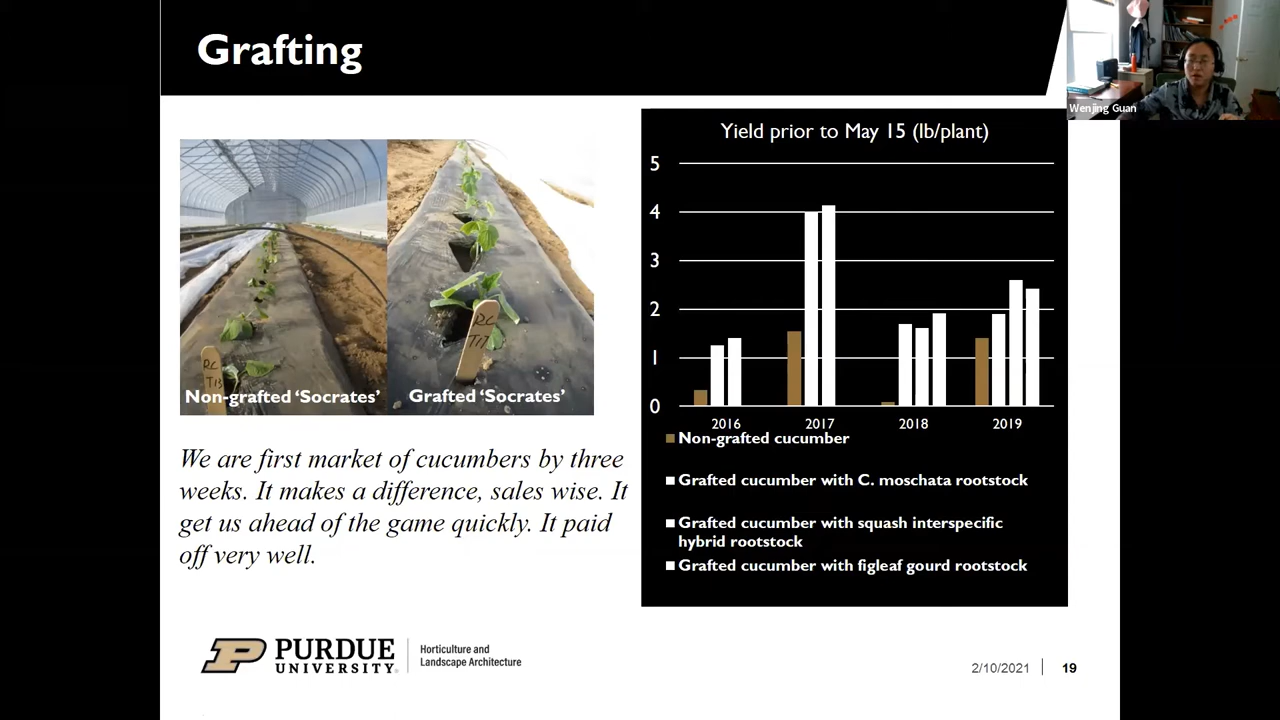 Grafting
Wenjing Guan
RC
T13
Non-grafted ‘Socrates’
RC
T17
Grafted ‘Socrates’
We are first market of cucumbers by three
weeks. It makes a difference, sales wise. It
get us ahead of the game quickly. It paid
off very well.
Yield prior to May 15 (lb/plant)
5
4
3
2
1
0
2016 2017 2018 2019
Non-grafted cucumber
Grafted cucumber with C. moschata rootstock
Grafted cucumber with squash interspecific
hybrid rootstock
Grafted cucumber with figleaf gourd rootstock
P PURDUE
UNIVERSITY®
Horticulture and
Landscape Architecture
2/10/2021 19